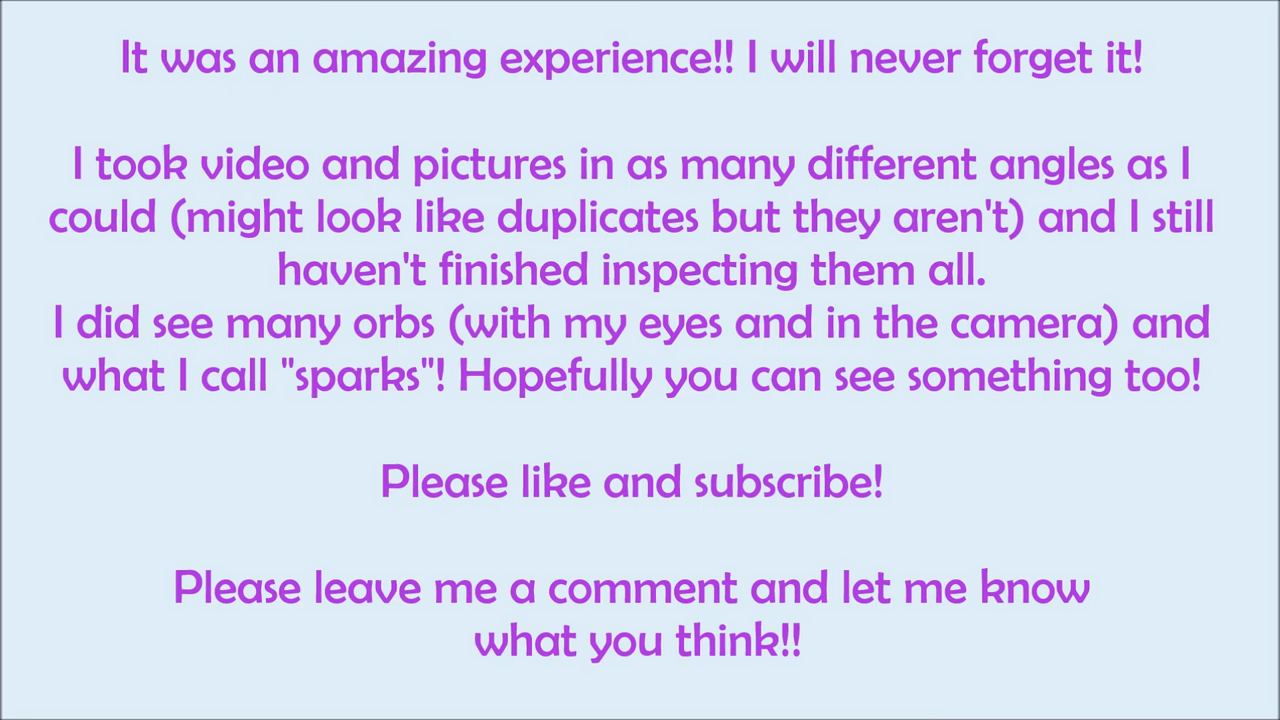 It was an amazing experience!! I will never forget it!
I took video and pictures in as many different angles as I
could (might look like duplicates but they aren't) and I still
haven't finished inspecting them all.
I did see many orbs (with my eyes and in the camera) and
what I call "sparks"! Hopefully you can see something too!
Please like and subscribe!
Please leave me a comment and let me know
what you think!!